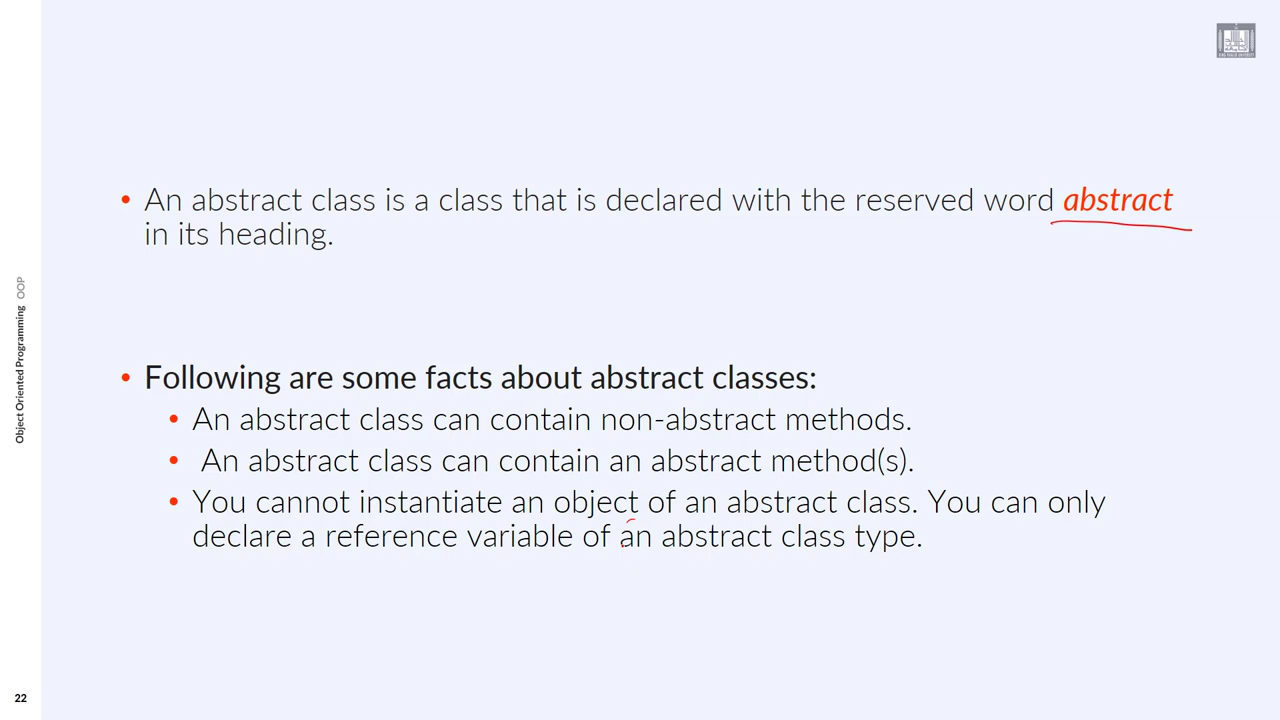 An abstract class is a class that is declared with the reserved word abstract
in its heading.
Following are some facts about abstract classes:
An abstract class can contain non-abstract methods.
An abstract class can contain an abstract method(s).
You cannot instantiate an object of an abstract class. You can only
declare a reference variable of an abstract class type.
Object Oriented Programming OOP
22